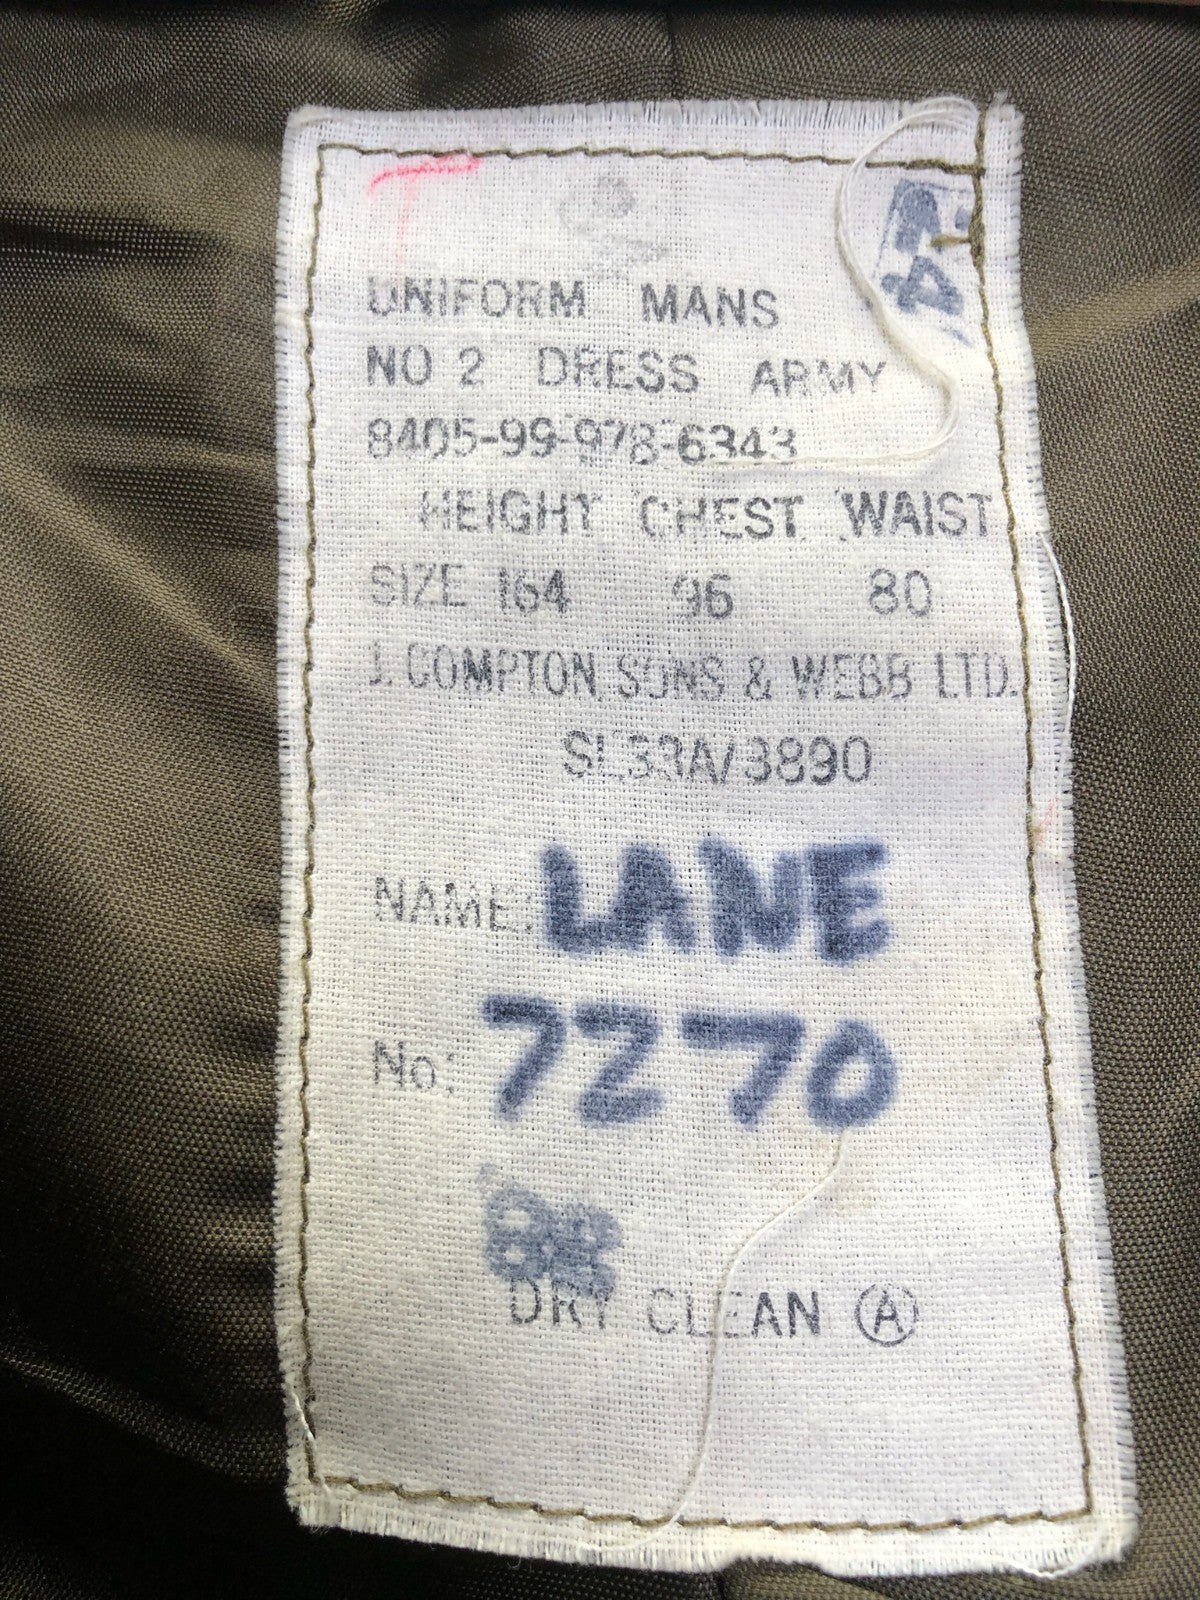 T
UNIFORM MANS
NO 2 DRESS ARMY
8405-99-978-6343
HEIGHT CHEST WAIST
SIZE 164 96 80
J. COMPTON SONS & WEBB LTD.
SL33A/3890
NAME: LANE
No: 7270
DRY CLEAN Ⓐ